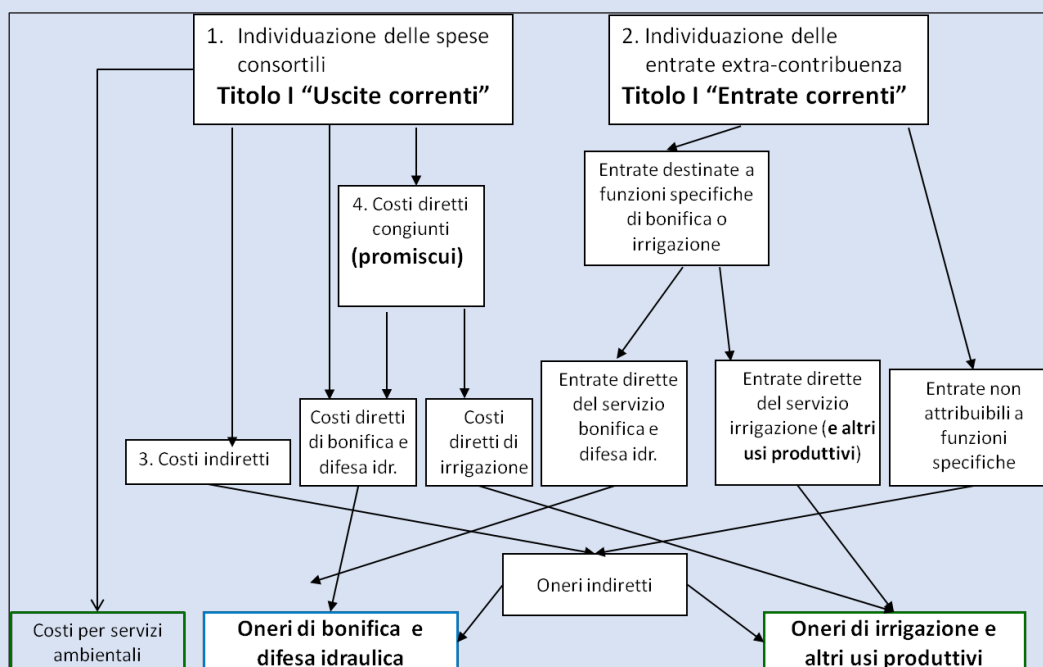 1. Individuazione delle spese
consortili
Titolo I “Uscite correnti”
2. Individuazione delle
entrate extra-contribuenza
Titolo I “Entrate correnti”
4. Costi diretti
congiunti
(promiscui)
Entrate destinate a
funzioni specifiche
di bonifica o
irrigazione
3. Costi indiretti
Costi diretti
di bonifica e
difesa idr.
Costi
diretti di
irrigazione
Entrate dirette
del servizio
bonifica e
difesa idr.
Entrate dirette
del servizio
irrigazione (e altri
usi produttivi)
Entrate non
attribuibili a
funzioni
specifiche
Oneri indiretti
Costi per servizi
ambientali
Oneri di bonifica e
difesa idraulica
Oneri di irrigazione e
altri usi produttivi